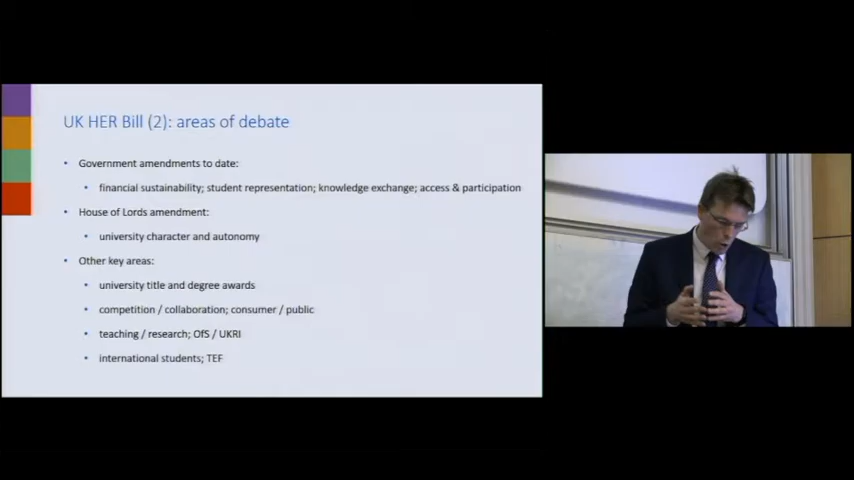 UK HER Bill (2): areas of debate
• Government amendments to date:
• financial sustainability; student representation; knowledge exchange; access & participation
• House of Lords amendment:
• university character and autonomy
• Other key areas:
• university title and degree awards
• competition / collaboration; consumer / public
• teaching / research; OfS / UKRI
• international students; TEF